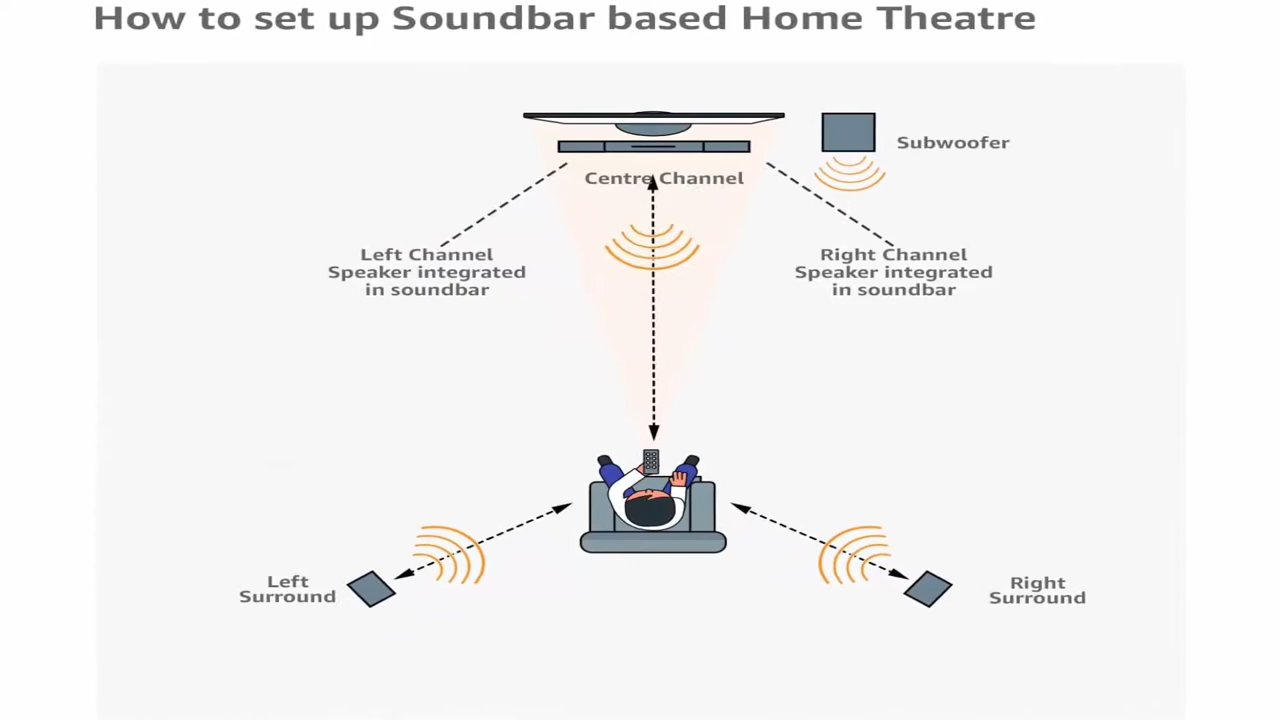 How to set up Soundbar based Home Theatre
Subwoofer
Centre Channel
Left Channel
Speaker integrated
in soundbar
Right Channel
Speaker integrated
in soundbar
Left
Surround
Right
Surround